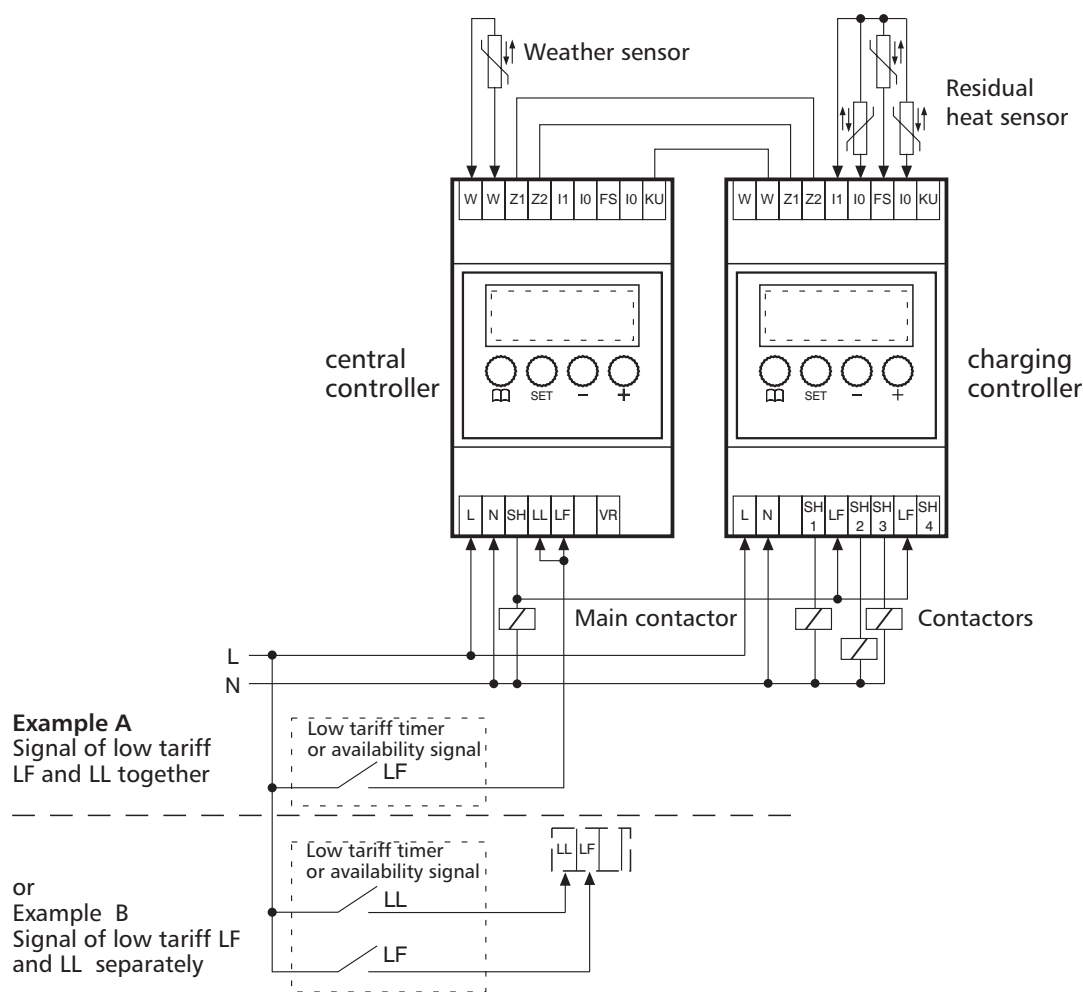 Weather sensor
Residual
heat sensor
W W Z1 Z2 I1 I0 FS I0 KU
W W Z1 Z2 I1 I0 FS I0 KU
central
controller
SET − +
charging
controller
SET − +
L N SH LL LF VR
L N SH 1 LF SH 2 SH 3 LF SH 4
Main contactor
Contactors
L
N
Example A
Signal of low tariff
LF and LL together
Low tariff timer
or availability signal
LF
or
Example B
Signal of low tariff LF
and LL separately
Low tariff timer
or availability signal
LL
LF
LL LF